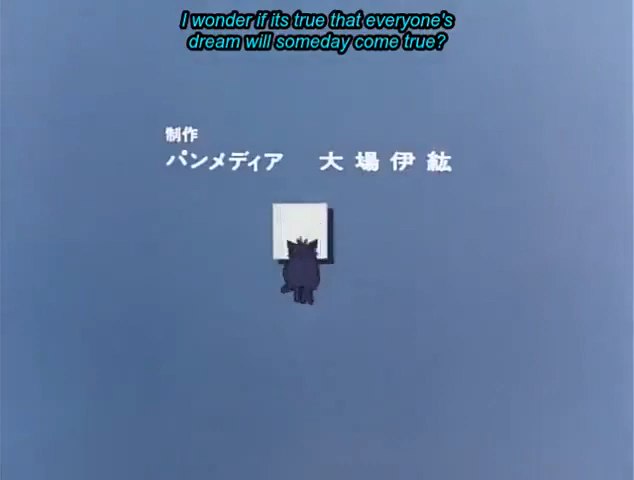 I wonder if its true that everyone's
dream will someday come true?
制作
パンメディア 大場伊紘